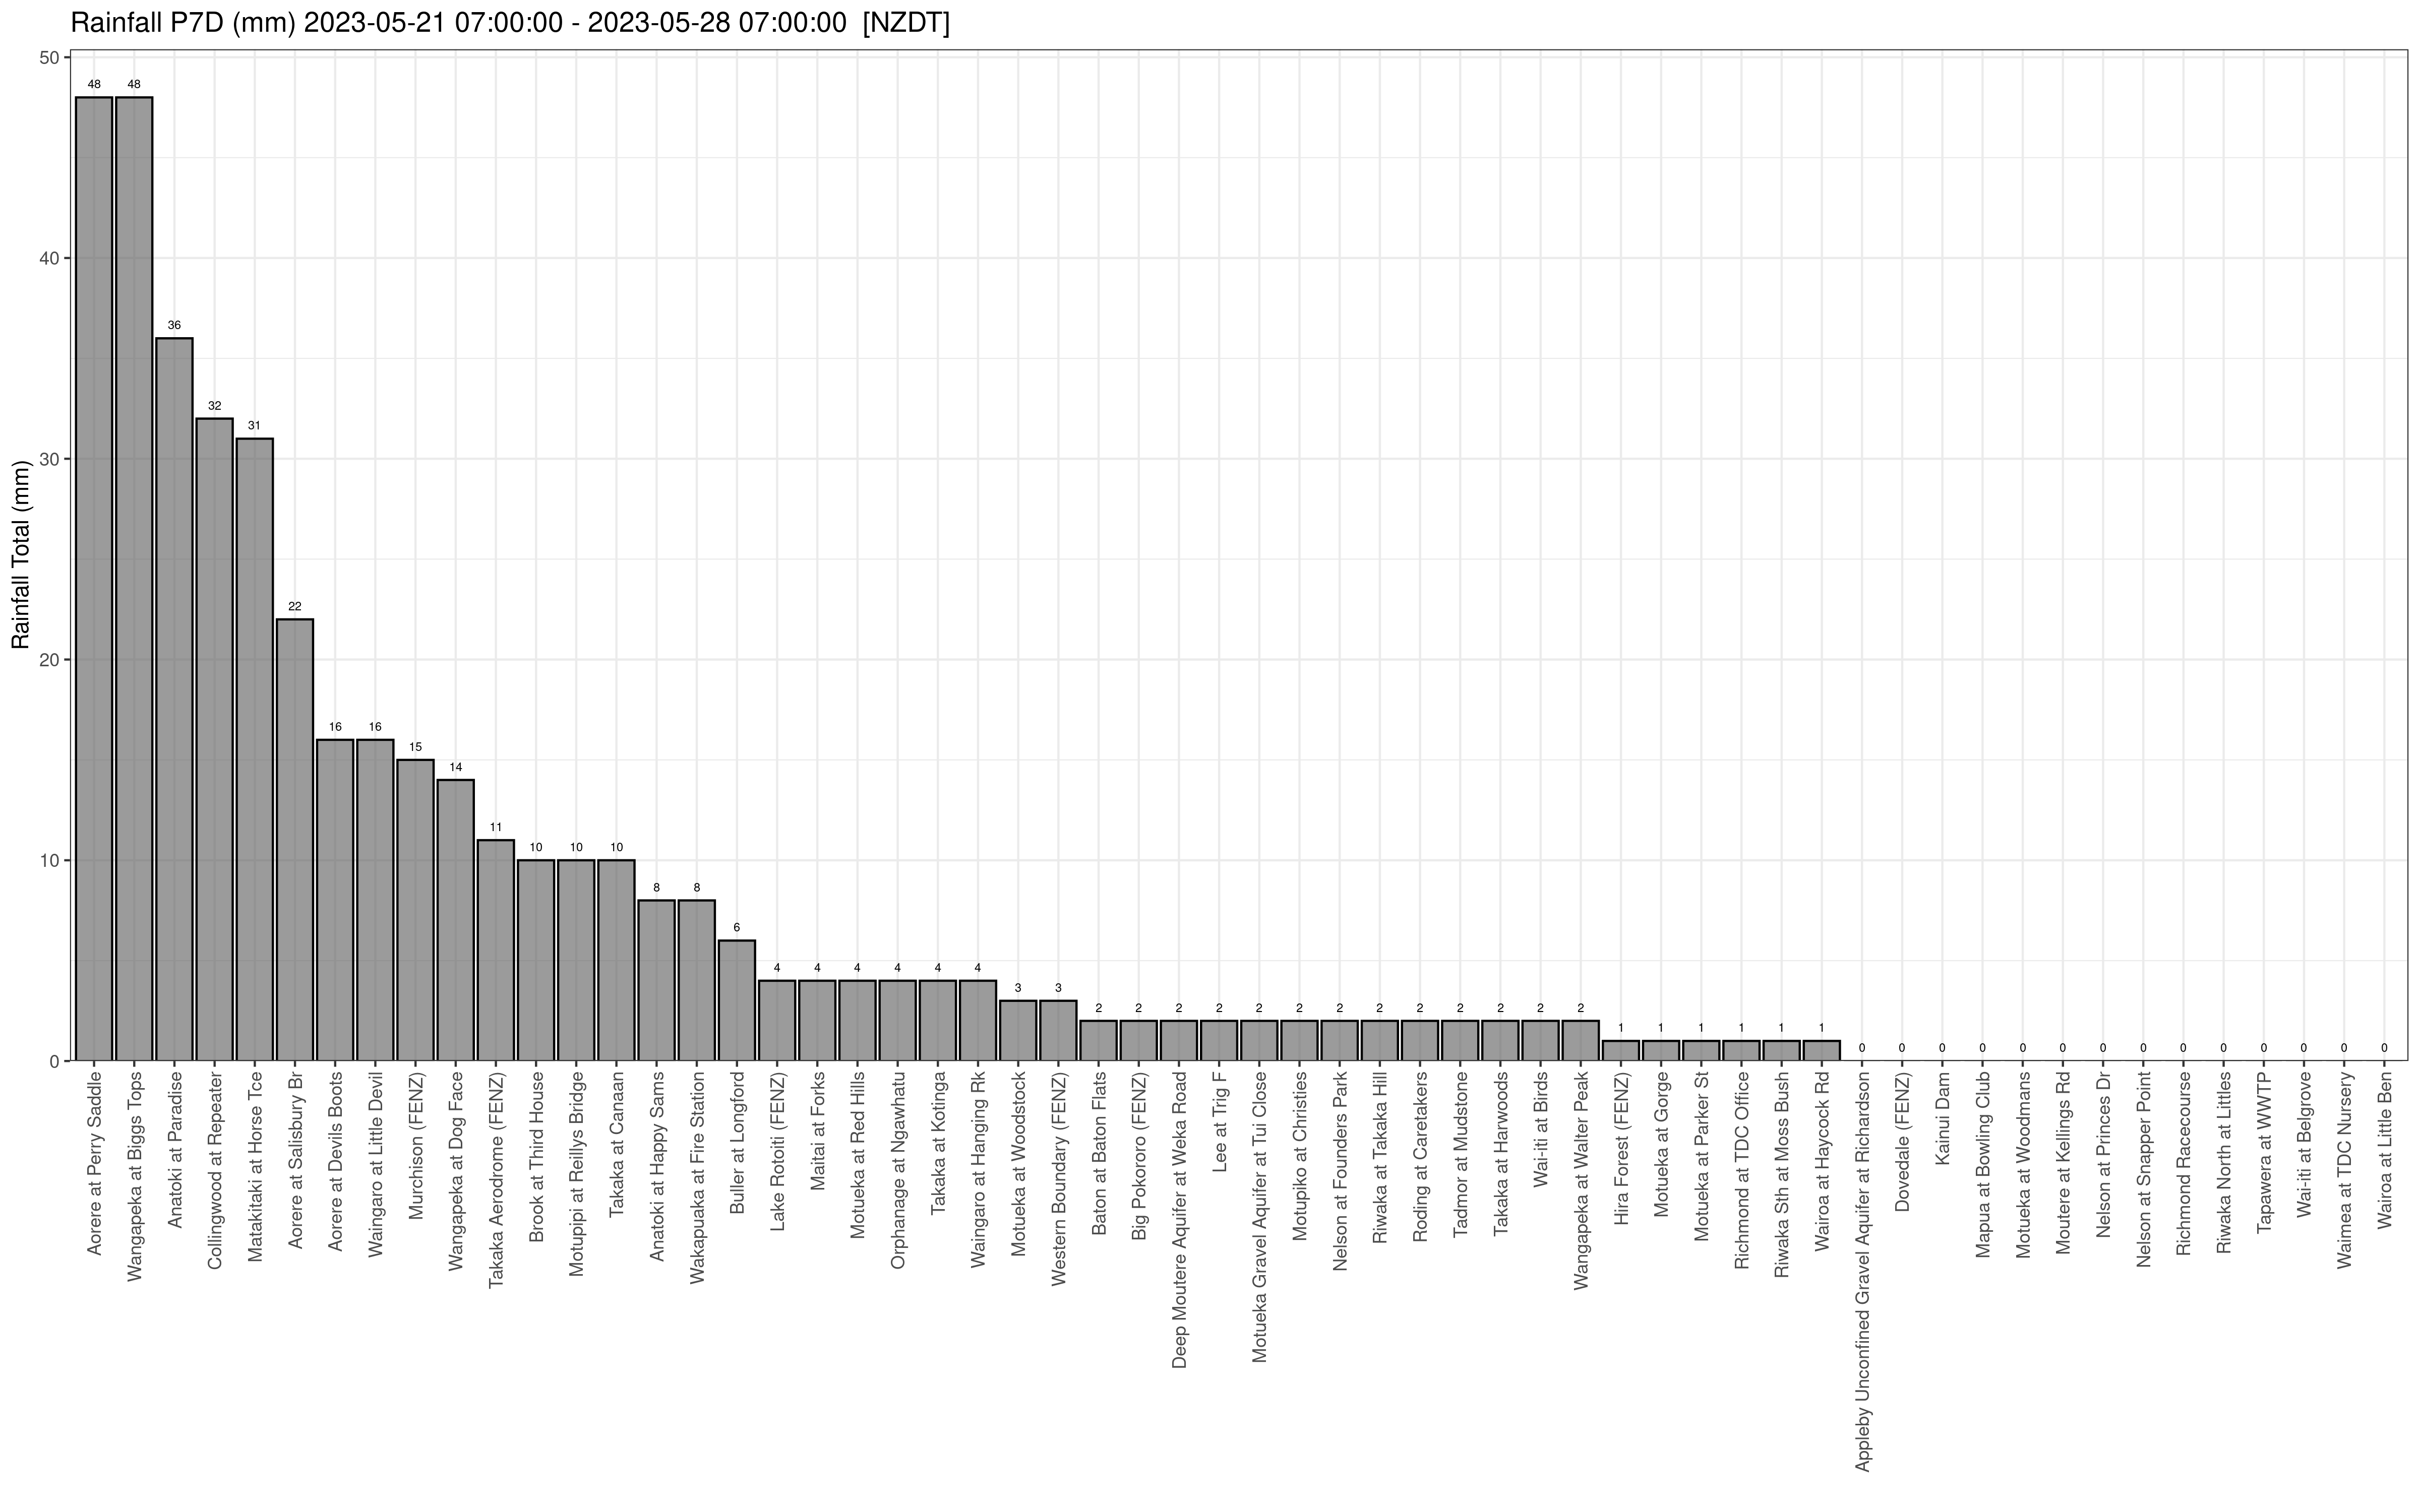 Rainfall P7D (mm) 2023-05-21 07:00:00 - 2023-05-28 07:00:00 [NZDT]
Rainfall Total (mm)
50
40
30
20
10
0
48
48
36
32
31
22
16
16
15
14
11
10
10
10
8
8
6
4
4
4
4
4
4
3
3
2
2
2
2
2
2
2
2
2
2
2
2
2
1
1
1
1
1
1
0
0
0
0
0
0
0
0
0
0
0
0
0
0
Aorere at Perry Saddle
Wangapeka at Biggs Tops
Anatoki at Paradise
Collingwood at Repeater
Matakitaki at Horse Tce
Aorere at Salisbury Br
Aorere at Devils Boots
Waingaro at Little Devil
Murchison (FENZ)
Wangapeka at Dog Face
Takaka Aerodrome (FENZ)
Brook at Third House
Motupipi at Reillys Bridge
Takaka at Canaan
Anatoki at Happy Sams
Wakapuaka at Fire Station
Buller at Longford
Lake Rotoiti (FENZ)
Maitai at Forks
Motueka at Red Hills
Orphanage at Ngawhatu
Takaka at Kotinga
Waingaro at Hanging Rk
Motueka at Woodstock
Western Boundary (FENZ)
Baton at Baton Flats
Big Pokororo (FENZ)
Deep Moutere Aquifer at Weka Road
Lee at Trig F
Motueka Gravel Aquifer at Tui Close
Motupiko at Christies
Nelson at Founders Park
Riwaka at Takaka Hill
Roding at Caretakers
Tadmor at Mudstone
Takaka at Harwoods
Wai-iti at Birds
Wangapeka at Walter Peak
Hira Forest (FENZ)
Motueka at Gorge
Motueka at Parker St
Richmond at TDC Office
Riwaka Sth at Moss Bush
Wairoa at Haycock Rd
Appleby Unconfined Gravel Aquifer at Richardson
Dovedale (FENZ)
Kainui Dam
Mapua at Bowling Club
Motueka at Woodmans
Moutere at Kellings Rd
Nelson at Princes Dr
Nelson at Snapper Point
Richmond Racecourse
Riwaka North at Littles
Tapawera at WWTP
Wai-iti at Belgrove
Waimea at TDC Nursery
Wairoa at Little Ben